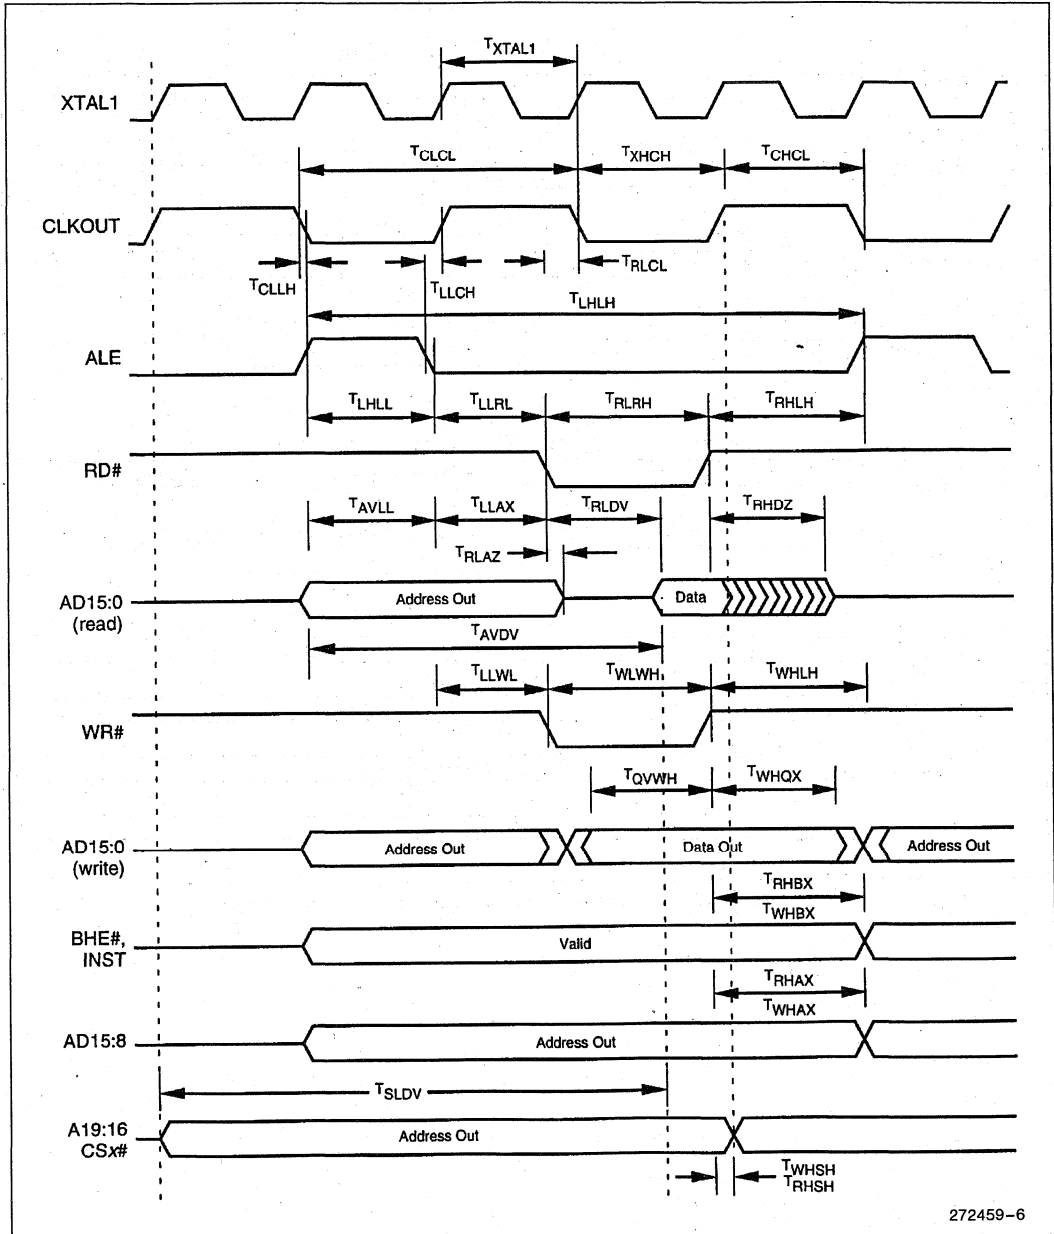 TXTAL1
XTAL1
TCLCL
TXHCH
TCHCL
CLKOUT
TCLLH
TLLCH
TRLCL
TLHLH
ALE
TLHLL
TLLRL
TRLRH
TRHLH
RD#
TAVLL
TLLAX
TRLDV
TRHDZ
TRLAZ
AD15:0
(read)
Address Out
Data
TAVDV
TLLWL
TWLWH
TWHLH
WR#
TQVWH
TWHQX
AD15:0
(write)
Address Out
Data Out
Address Out
TRHBX
TWHBX
BHE#,
INST
Valid
TRHAX
TWHAX
AD15:8
Address Out
TSLDV
A19:16
CSx#
Address Out
TWHSH
TRHSH
272459-6